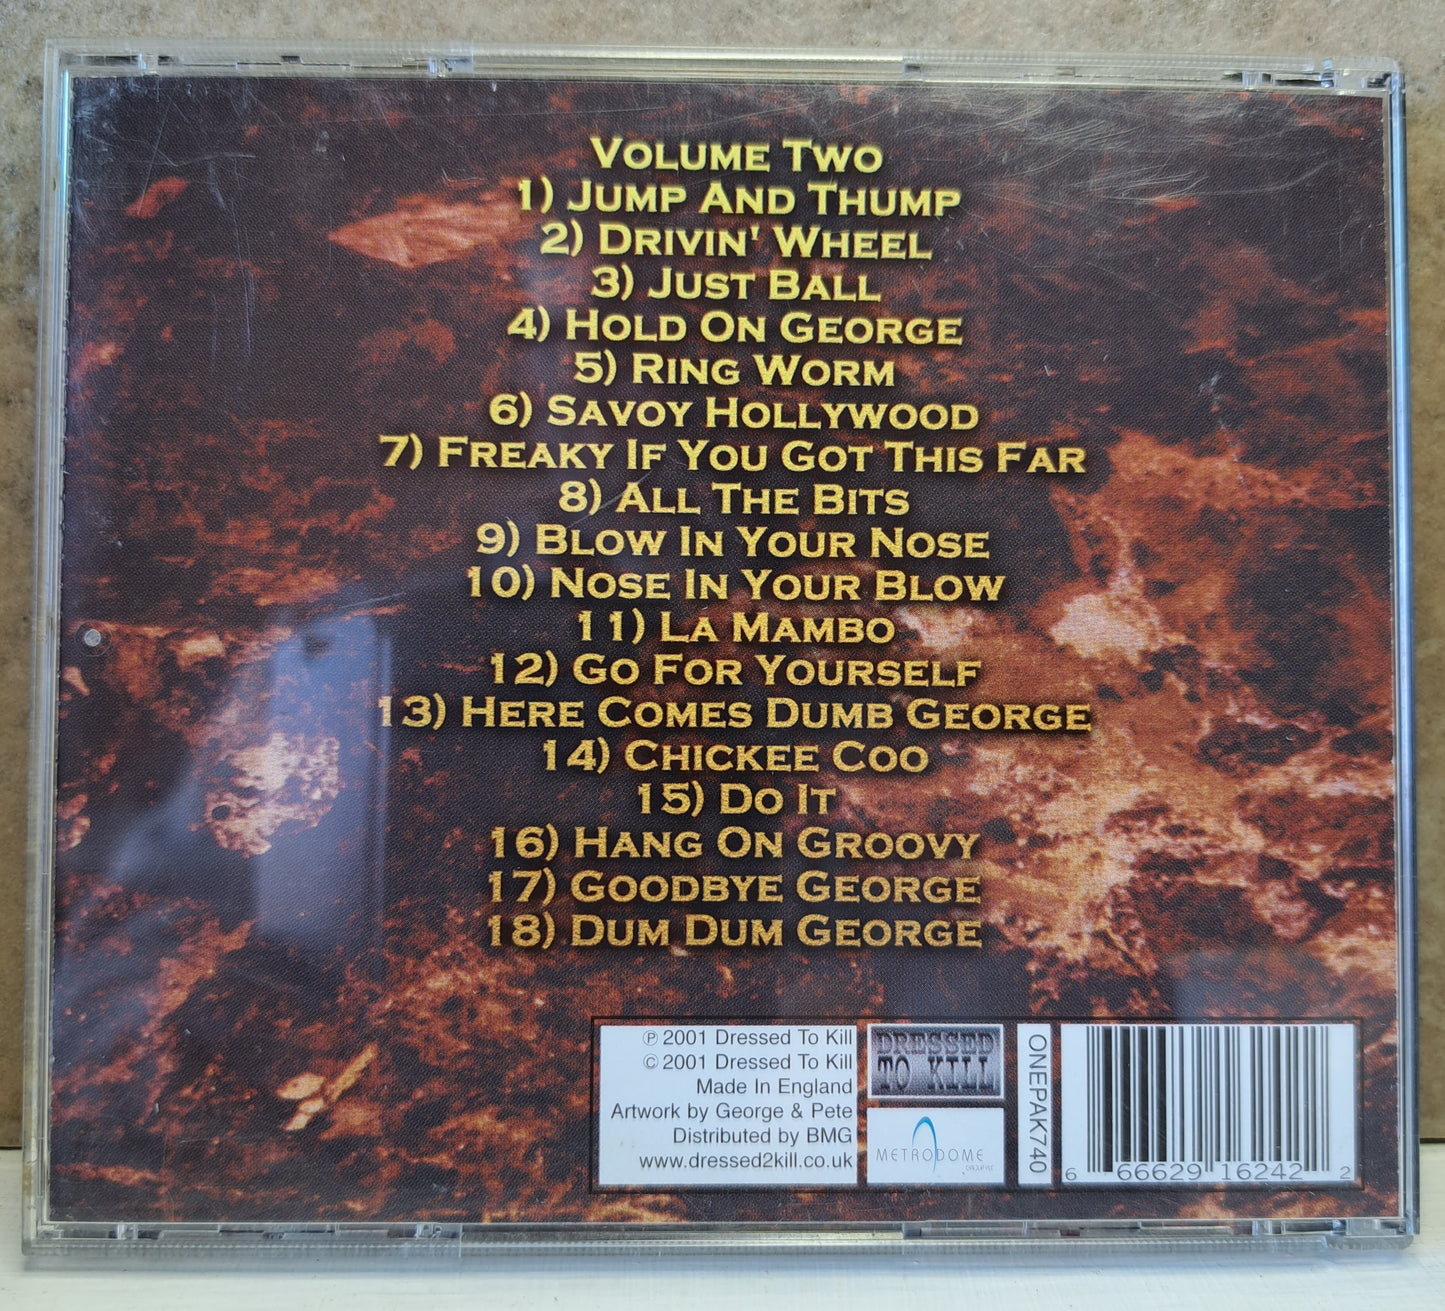 VOLUME TWO
1) JUMP AND THUMP
2) DRIVIN' WHEEL
3) JUST BALL
4) HOLD ON GEORGE
5) RING WORM
6) SAVOY HOLLYWOOD
7) FREAKY IF YOU GOT THIS FAR
8) ALL THE BITS
9) BLOW IN YOUR NOSE
10) NOSE IN YOUR BLOW
11) LA MAMBO
12) GO FOR YOURSELF
13) HERE COMES DUMB GEORGE
14) CHICKEE COO
15) DO IT
16) HANG ON GROOVY
17) GOODBYE GEORGE
18) DUM DUM GEORGE
℗ 2001 Dressed To Kill
© 2001 Dressed To Kill
Made In England
Artwork by George & Pete
Distributed by BMG
www.dressed2kill.co.uk
DRESSED
TO KILL
METRODOME
ONEPAK740
6 66629 16242 2